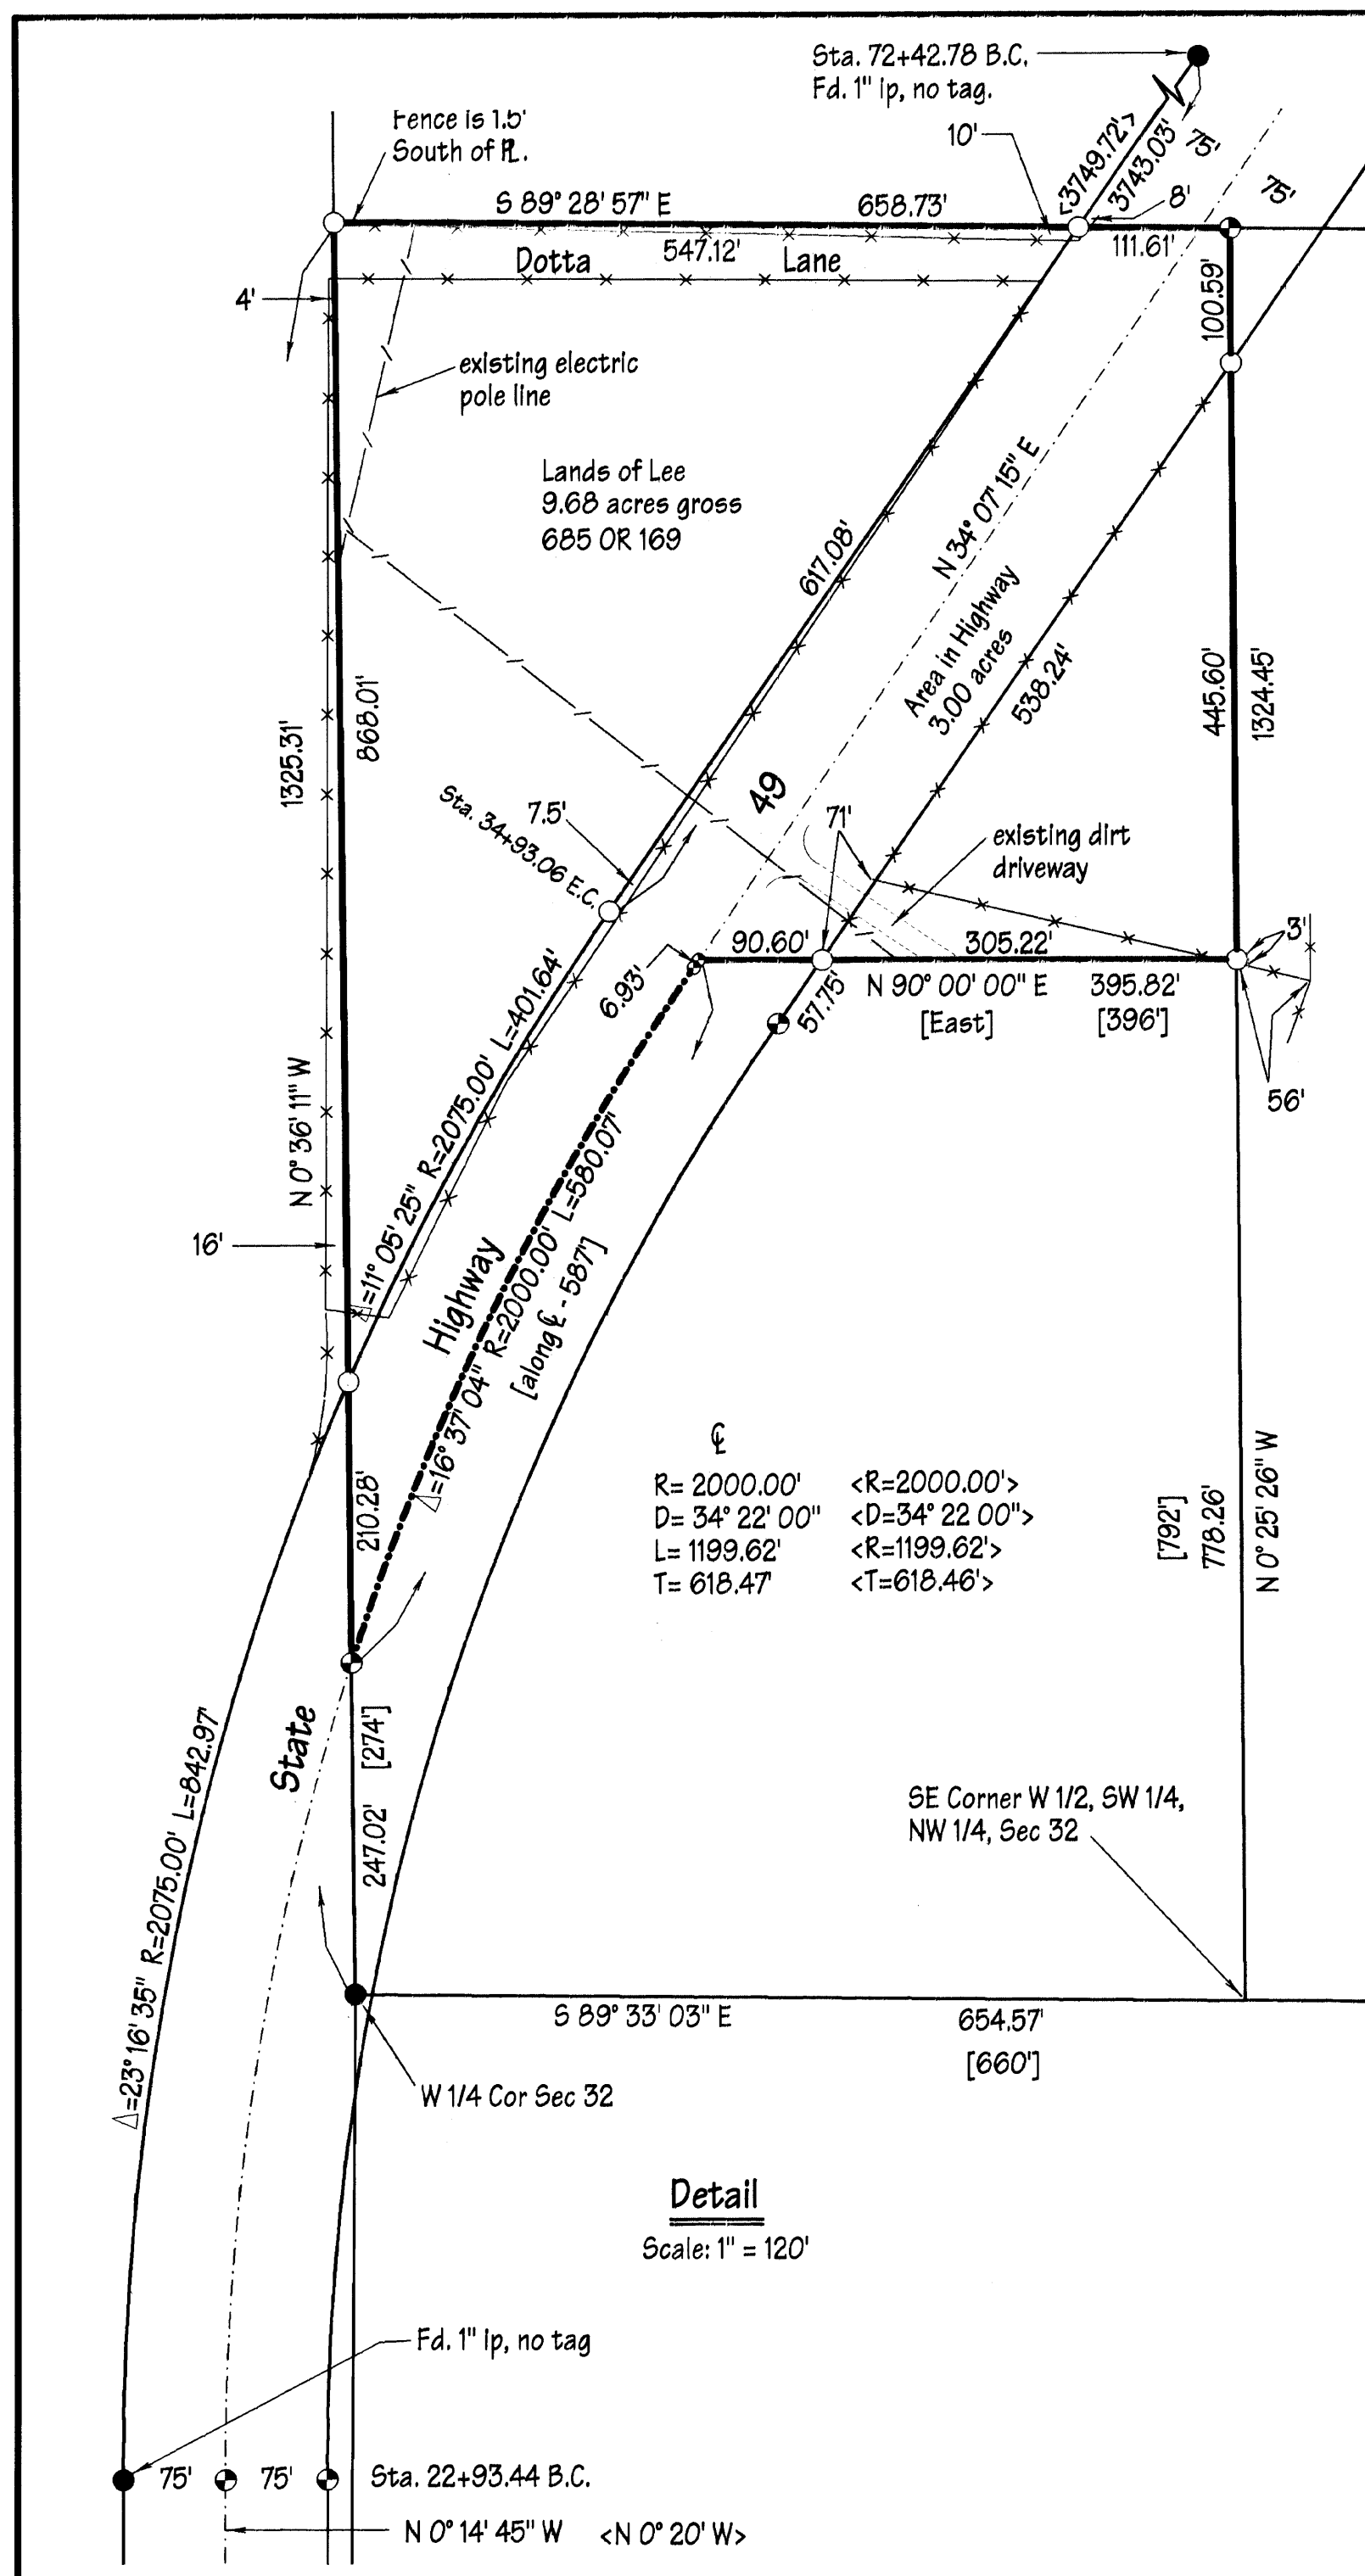 Sta. 72+42.78 B.C.
Fd. 1" ip, no tag.
10'
<3749.72'>
3743.03'
75'
75'
8'
Fence is 1.5'
South of PL.
S 89° 28' 57" E
658.73'
547.12'
111.61'
Dotta Lane
4'
100.59'
existing electric
pole line
Lands of Lee
9.68 acres gross
685 OR 169
617.08'
N 34° 07' 15" E
Area in Highway
3.00 acres
538.24'
445.60'
1324.45'
1325.31'
868.01'
49
Sta. 34+93.06 E.C.
7.5'
71'
existing dirt
driveway
90.60'
305.22'
3'
6.93'
57.75'
N 90° 00' 00" E
395.82'
[East]
[396']
56'
N 0° 36' 11" W
△=11° 05' 25" R=2075.00' L=401.64'
16'
Highway
△=16° 37' 04" R=2000.00' L=580.07'
[along ℄ - 587']
℄
R= 2000.00' <R=2000.00'>
D= 34° 22' 00" <D=34° 22 00">
L= 1199.62' <R=1199.62'>
T= 618.47' <T=618.46'>
[792']
778.26'
N 0° 25' 26" W
210.28'
State
[274']
247.02'
△=23° 16' 35" R=2075.00' L=842.97'
SE Corner W 1/2, SW 1/4,
NW 1/4, Sec 32
S 89° 33' 03" E
654.57'
[660']
W 1/4 Cor Sec 32
Detail
Scale: 1" = 120'
Fd. 1" ip, no tag
75'
75'
Sta. 22+93.44 B.C.
N 0° 14' 45" W <N 0° 20' W>